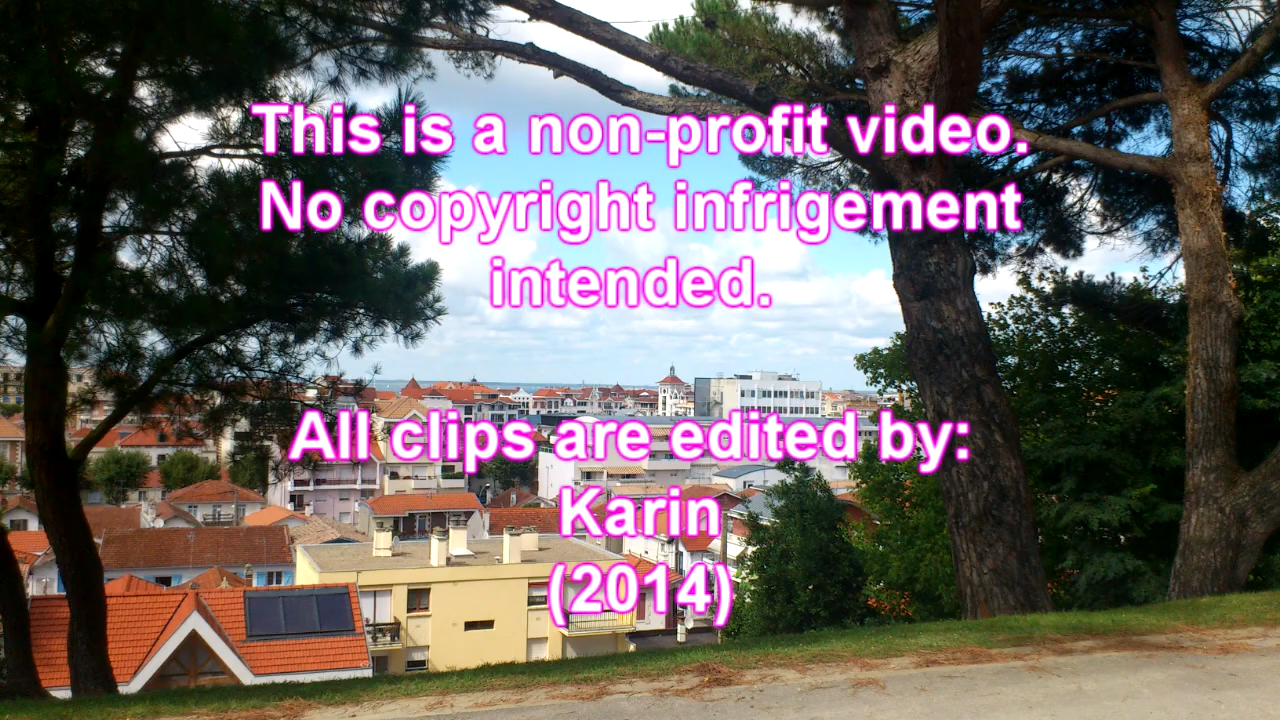 This is a non-profit video.
No copyright infrigement
intended.
All clips are edited by:
Karin
(2014)